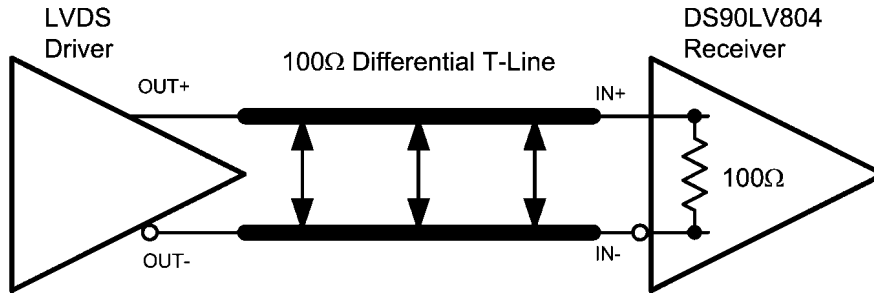 LVDS
Driver
DS90LV804
Receiver
100Ω Differential T-Line
OUT+
IN+
100Ω
OUT-
IN-